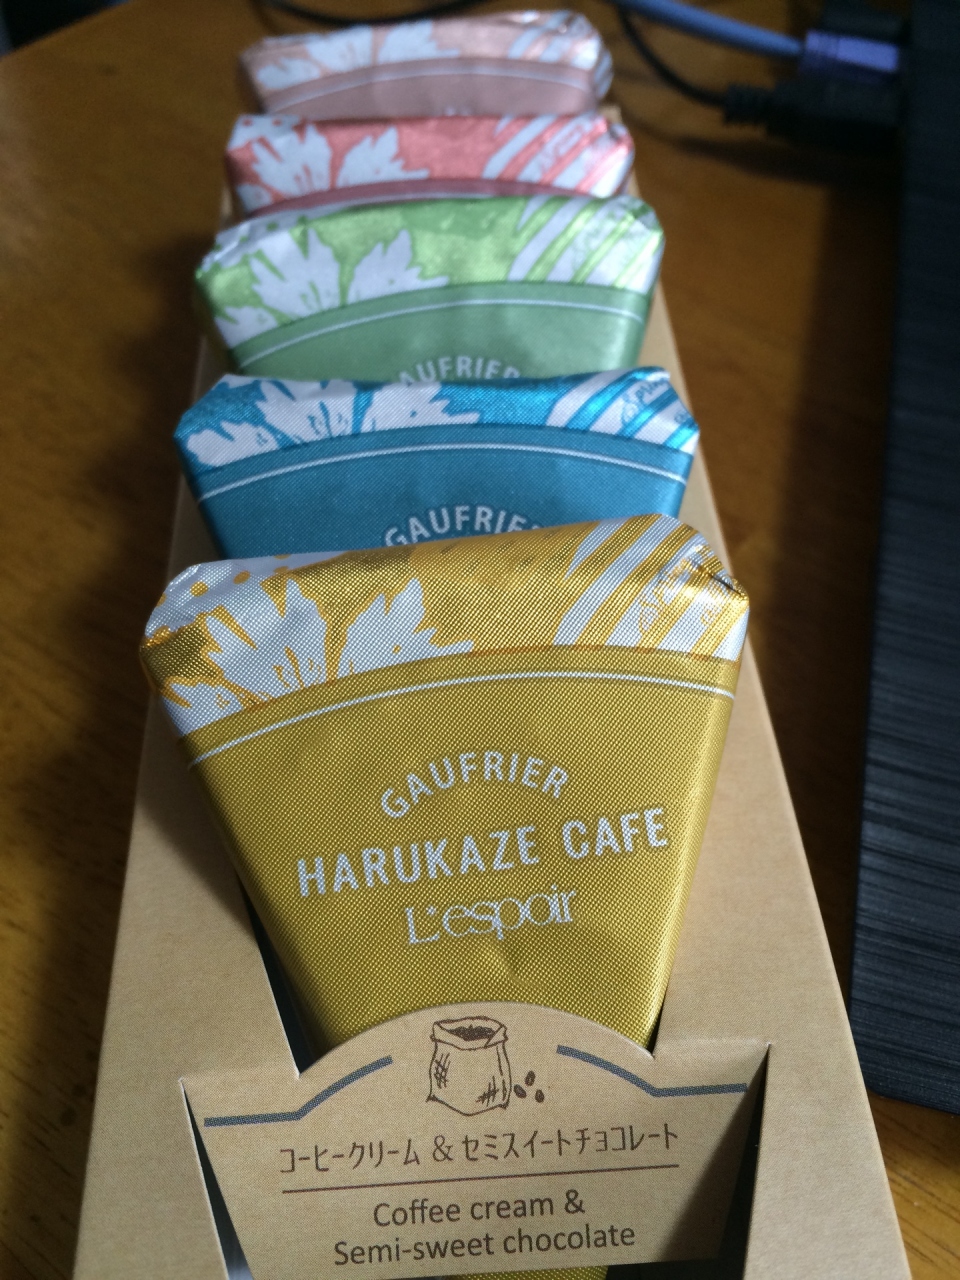 GAUFRIER
GAUFRIER
GAUFRIER
HARUKAZE CAFE
L'espoir
コーヒークリーム & セミスイートチョコレート
Coffee cream &
Semi-sweet chocolate